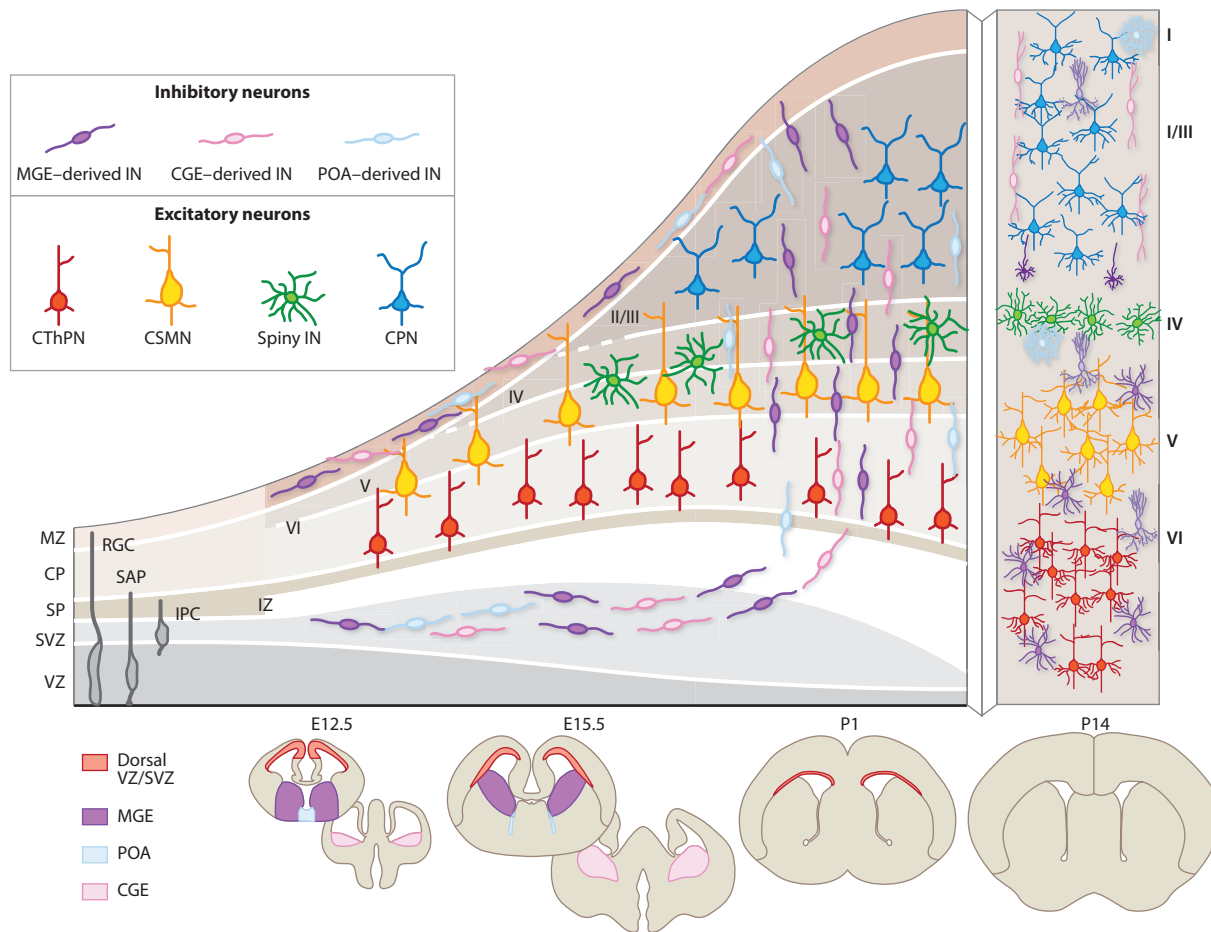 Inhibitory neurons
MGE–derived IN
CGE–derived IN
POA–derived IN
Excitatory neurons
CThPN
CSMN
Spiny IN
CPN
MZ
CP
SP
SVZ
VZ
RGC
SAP
IPC
IZ
VI
V
IV
II/III
I
I/III
IV
V
VI
E12.5
E15.5
P1
P14
Dorsal
VZ/SVZ
MGE
POA
CGE